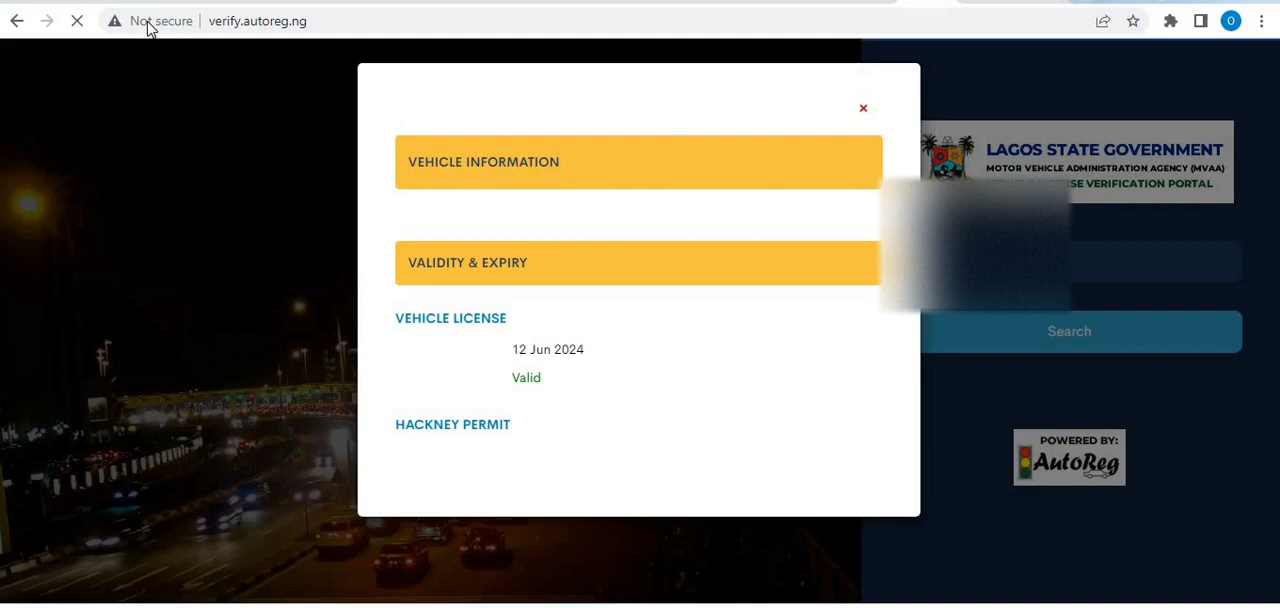 Not secure | verify.autoreg.ng
O
VEHICLE INFORMATION
VALIDITY & EXPIRY
VEHICLE LICENSE
12 Jun 2024
Valid
HACKNEY PERMIT
LAGOS STATE GOVERNMENT
MOTOR VEHICLE ADMINISTRATION AGENCY (MVAA)
VERIFICATION PORTAL
Search
POWERED BY:
AutoReg